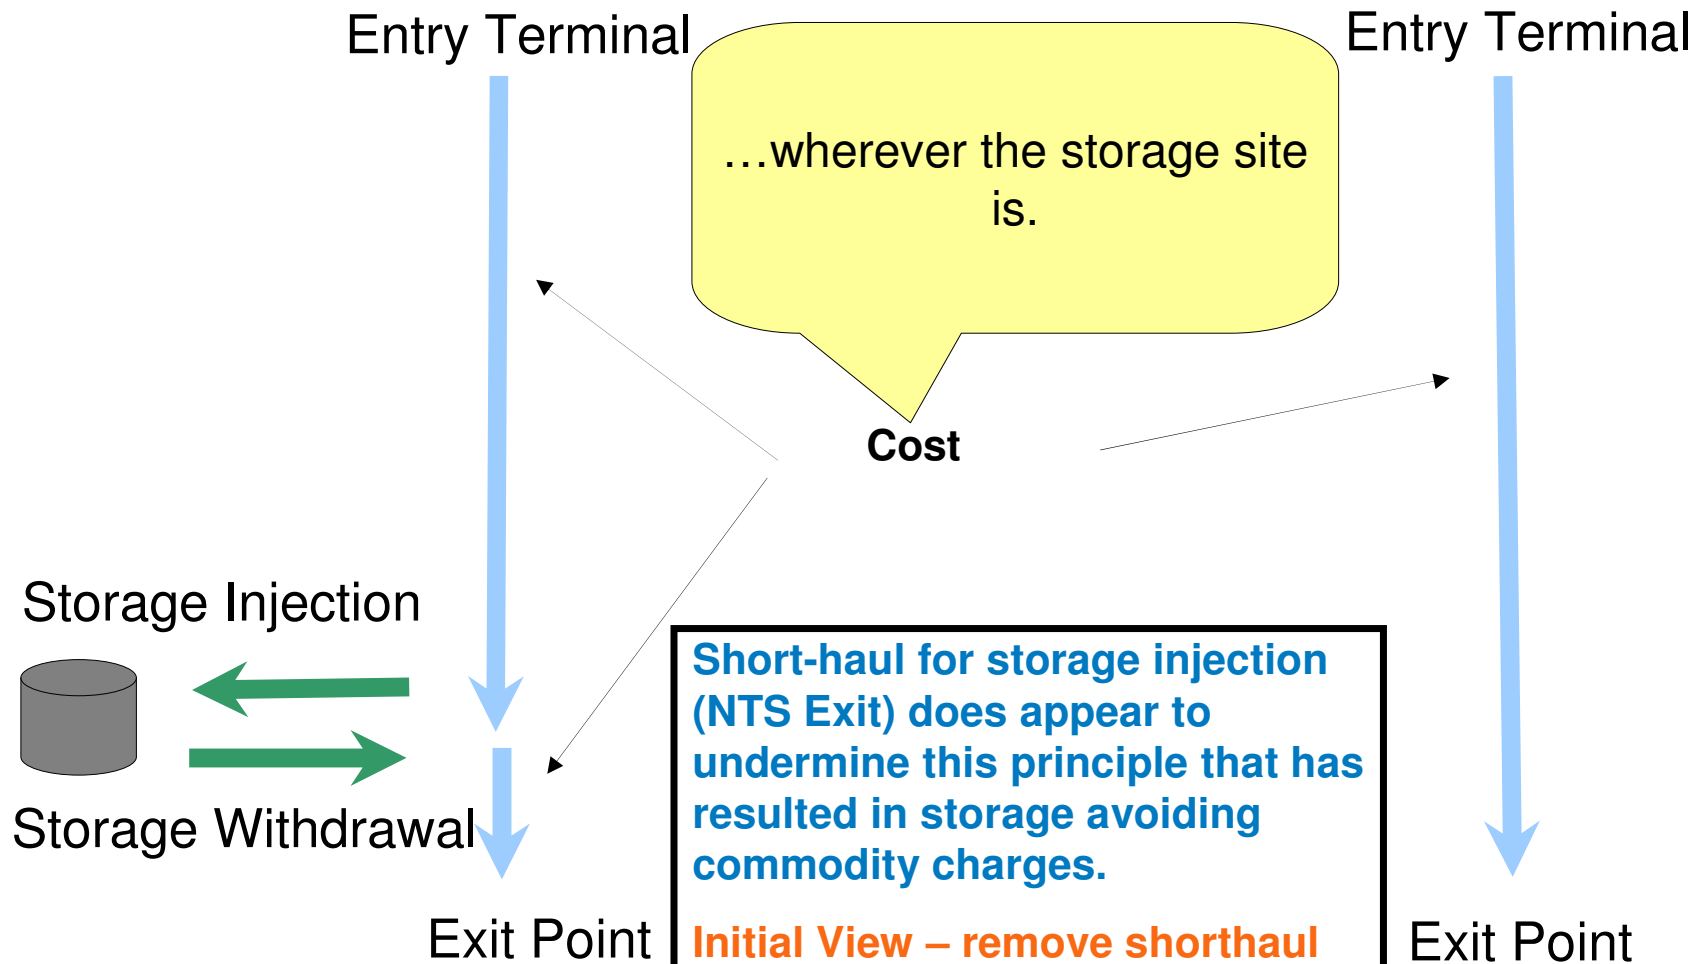 Entry Terminal
Entry Terminal
…wherever the storage site
is.
Cost
Storage Injection
Storage Withdrawal
Short-haul for storage injection
(NTS Exit) does appear to
undermine this principle that has
resulted in storage avoiding
commodity charges.
Initial View – remove shorthaul
Exit Point
Exit Point